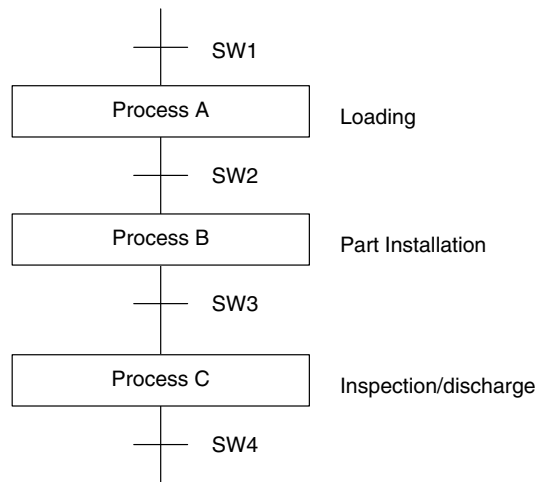 SW1
Process A
Loading
SW2
Process B
Part Installation
SW3
Process C
Inspection/discharge
SW4